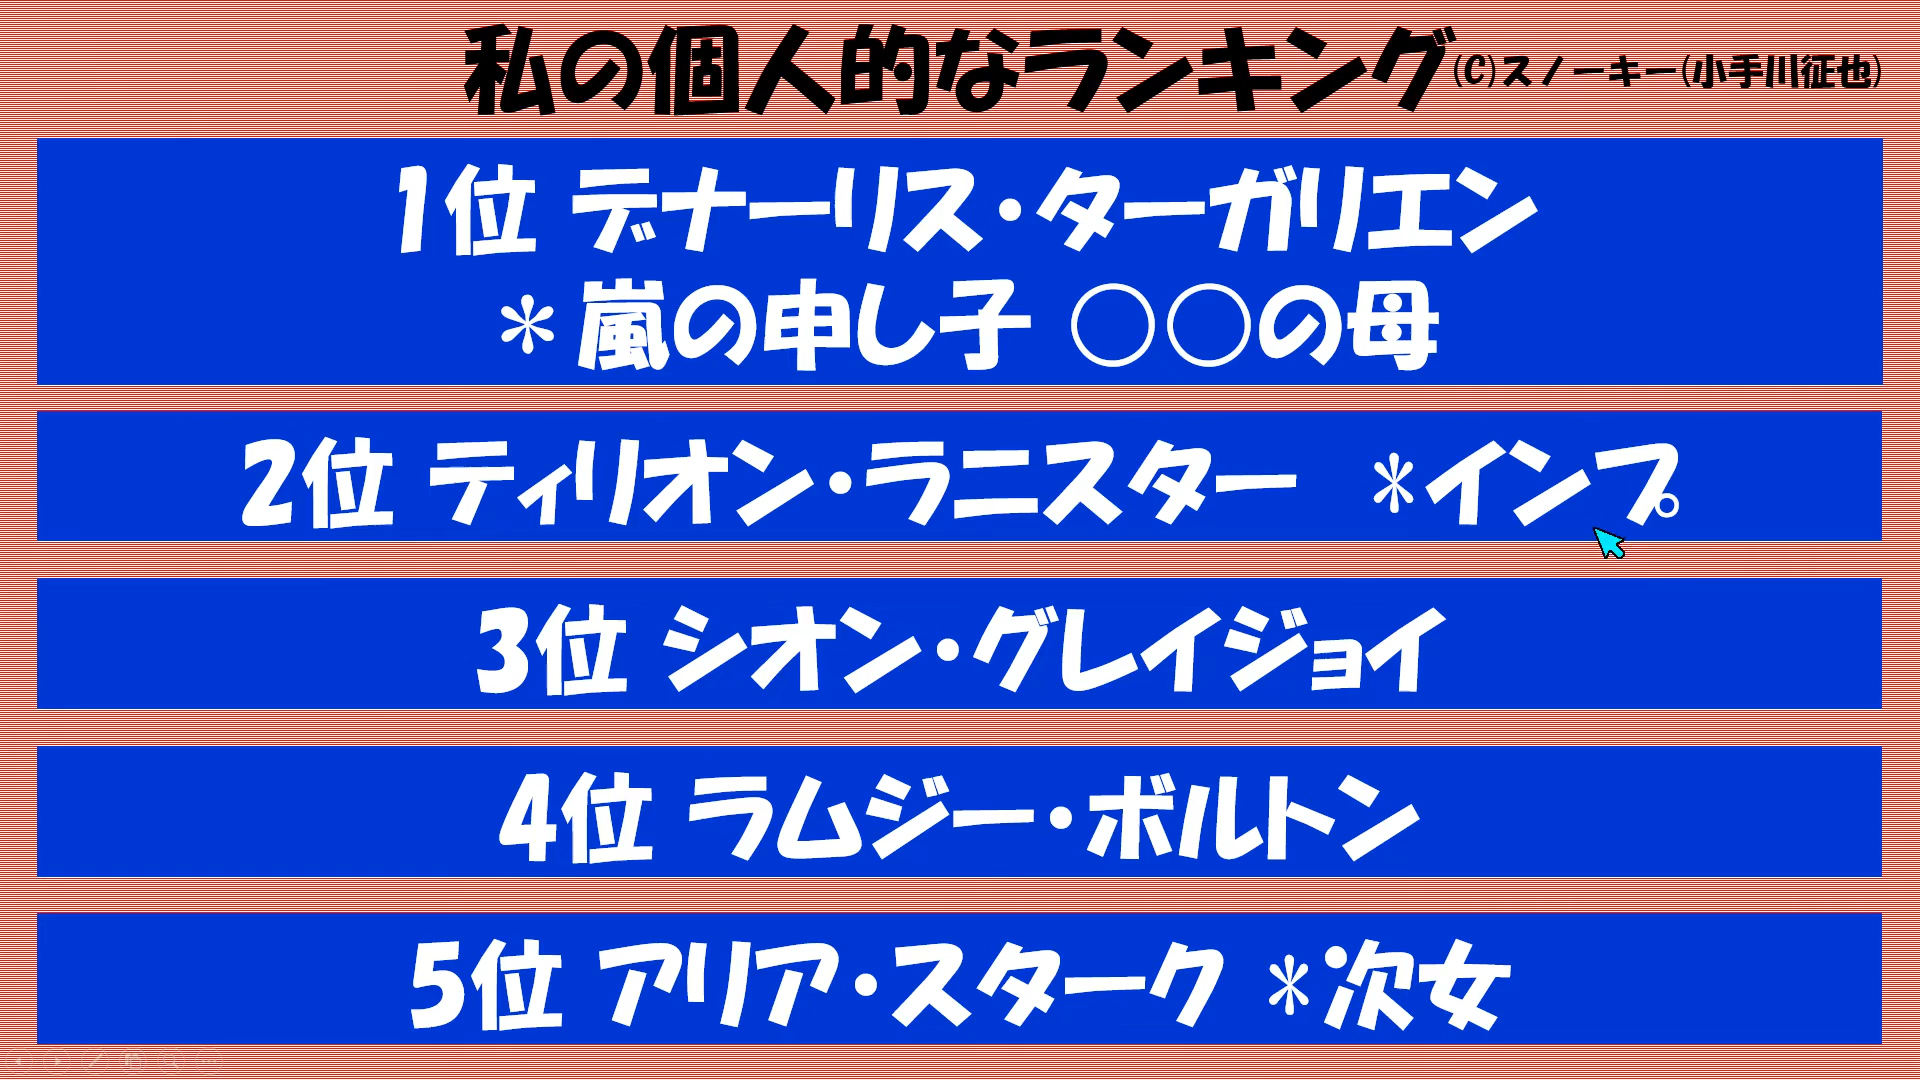 私の個人的なランキング(C)スノーキー(小手川征也)
1位 デナーリス・ターガリエン
＊嵐の申し子 ○○の母
2位 ティリオン・ラニスター ＊インプ
3位 シオン・グレイジョイ
4位 ラムジー・ボルトン
5位 アリア・スターク ＊次女